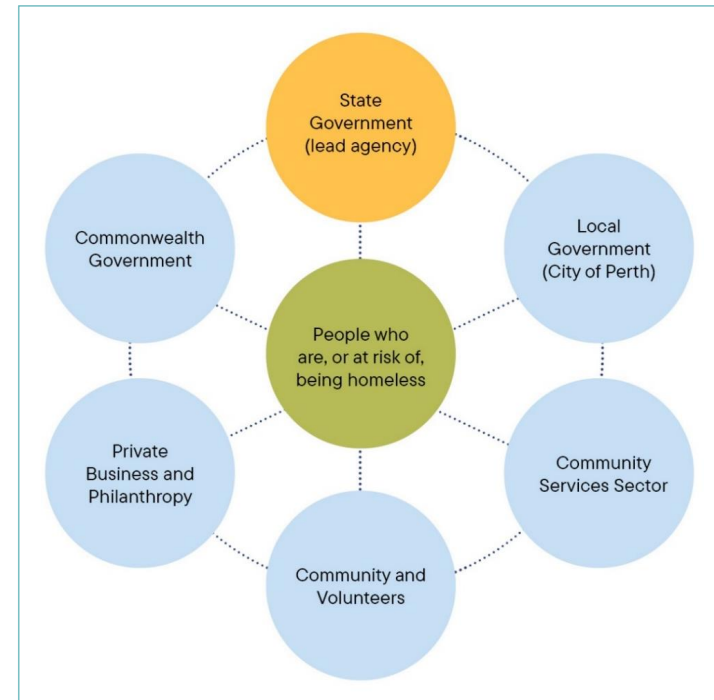 State
Government
(lead agency)
Commonwealth
Government
Local
Government
(City of Perth)
People who
are, or at risk of,
being homeless
Private
Business and
Philanthropy
Community
Services Sector
Community and
Volunteers